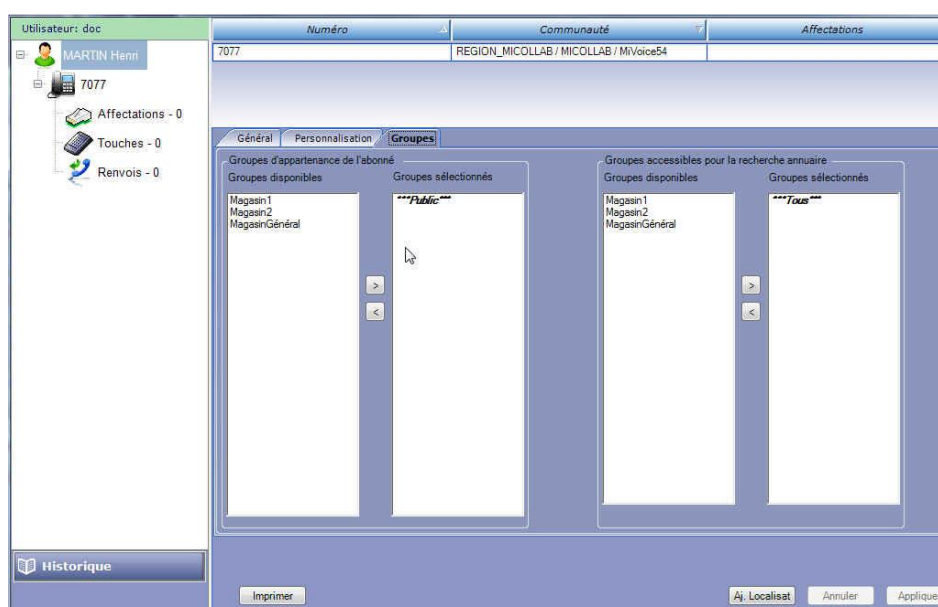 Utilisateur: doc
Numéro
Communauté
Affectations
MARTIN Henri
7077
REGION_MICOLLAB / MICOLLAB / MiVoice54
7077
Affectations - 0
Touches - 0
Renvois - 0
Général
Personnalisation
Groupes
Groupes d'appartenance de l'abonné
Groupes accessibles pour la recherche annuaire
Groupes disponibles
Groupes sélectionnés
Groupes disponibles
Groupes sélectionnés
Magasin1
Magasin2
MagasinGénéral
***Public***
Magasin1
Magasin2
MagasinGénéral
***Tous***
>
<
>
<
Historique
Imprimer
Aj. Localisat
Annuler
Applique